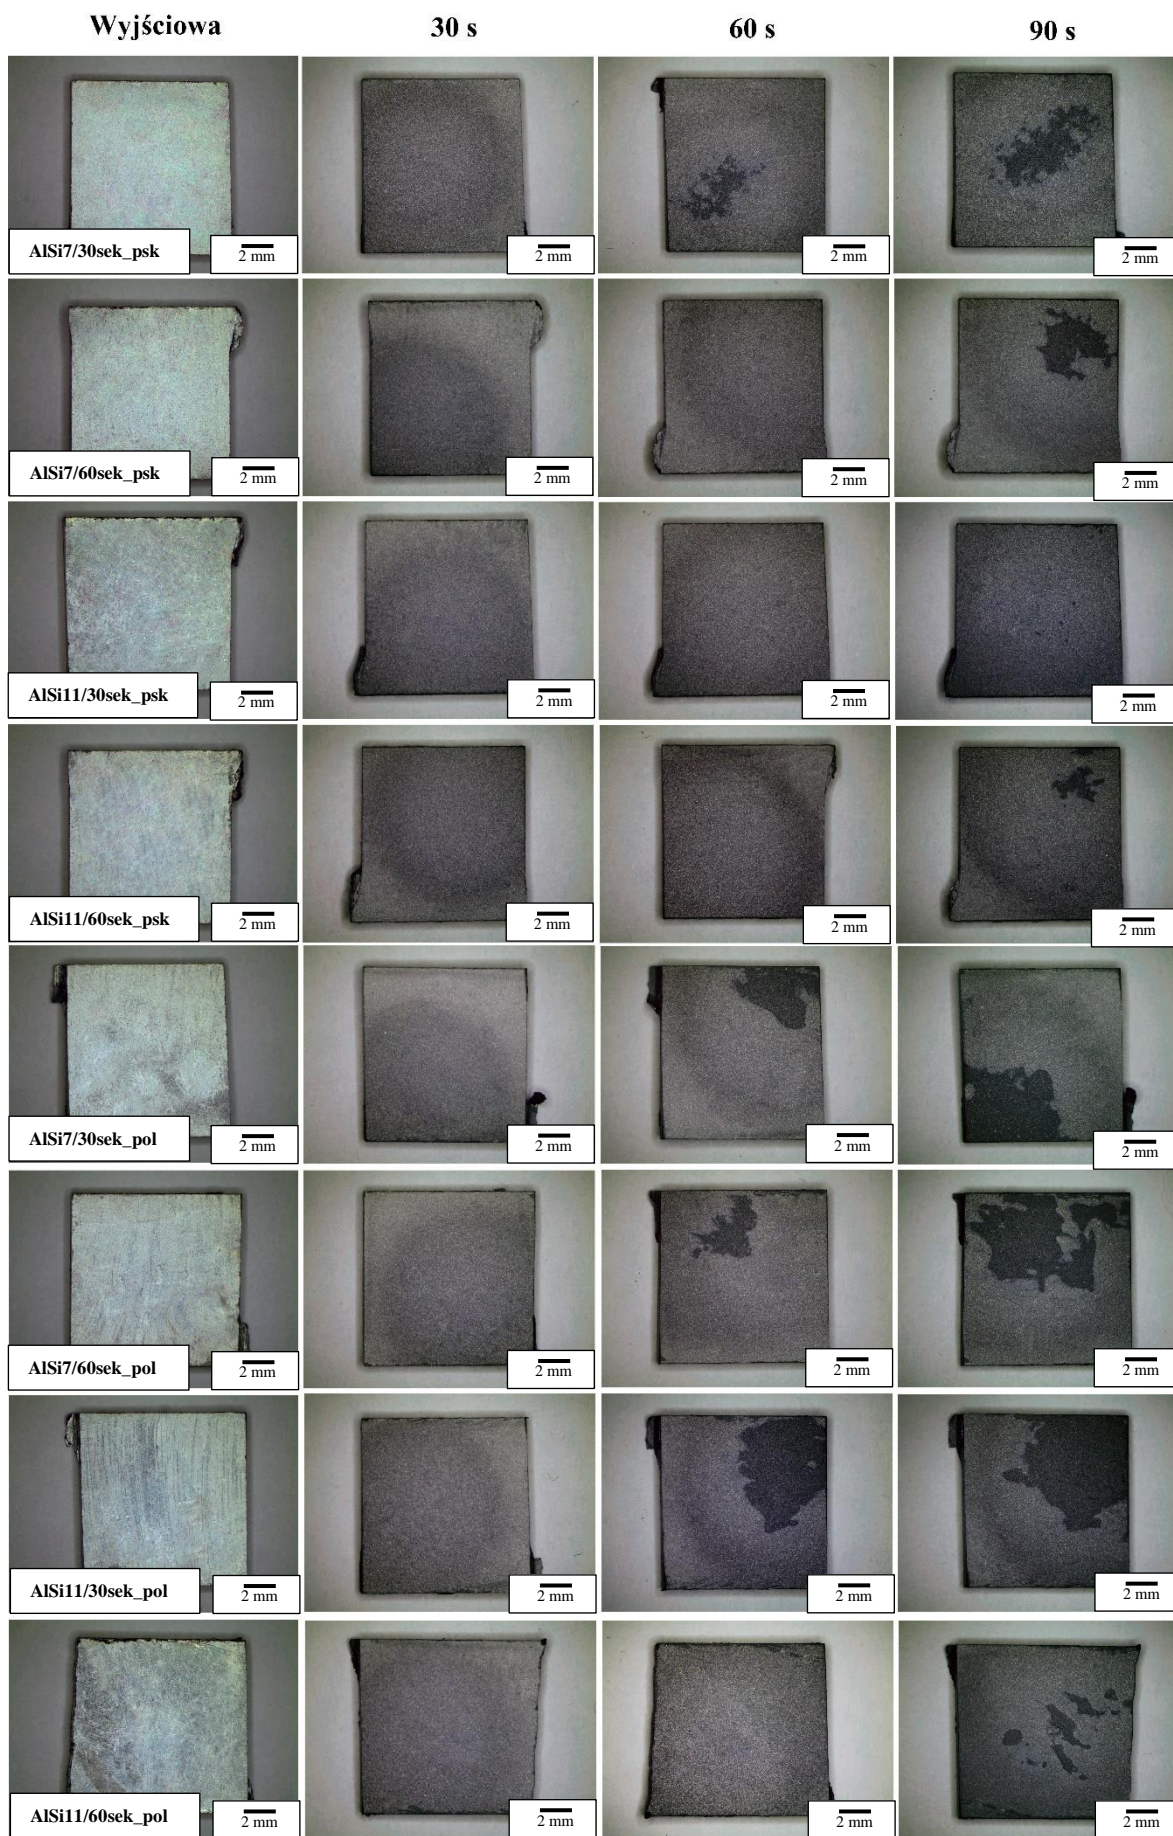 Wyjściowa 30 s 60 s 90 s
AlSi7/30sek_psk 2 mm 2 mm 2 mm 2 mm
AlSi7/60sek_psk 2 mm 2 mm 2 mm 2 mm
AlSi11/30sek_psk 2 mm 2 mm 2 mm 2 mm
AlSi11/60sek_psk 2 mm 2 mm 2 mm 2 mm
AlSi7/30sek_pol 2 mm 2 mm 2 mm 2 mm
AlSi7/60sek_pol 2 mm 2 mm 2 mm 2 mm
AlSi11/30sek_pol 2 mm 2 mm 2 mm 2 mm
AlSi11/60sek_pol 2 mm 2 mm 2 mm 2 mm